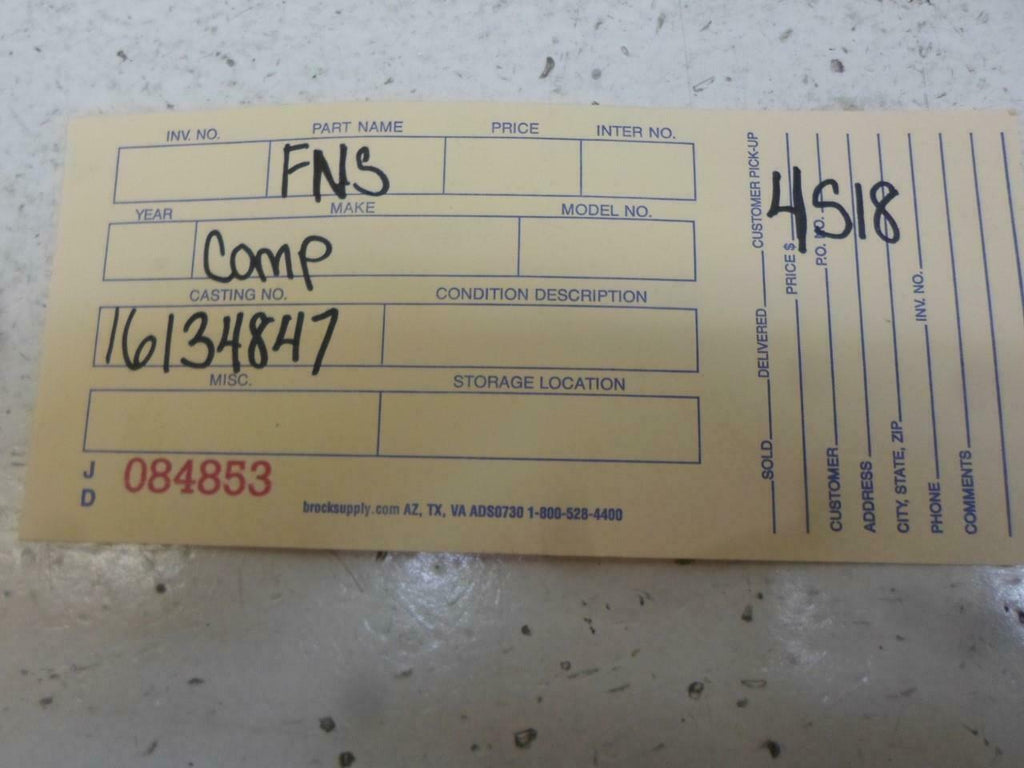 INV. NO. PART NAME PRICE INTER NO.
FNS
YEAR MAKE MODEL NO.
Comp
CASTING NO. CONDITION DESCRIPTION
16134847
MISC. STORAGE LOCATION
J D 084853
brocksupply.com AZ, TX, VA ADS0730 1-800-528-4400
SOLD DELIVERED CUSTOMER PICK-UP
PRICE $
CUSTOMER P.O. NO.
ADDRESS
CITY, STATE, ZIP
PHONE INV. NO.
COMMENTS
4518